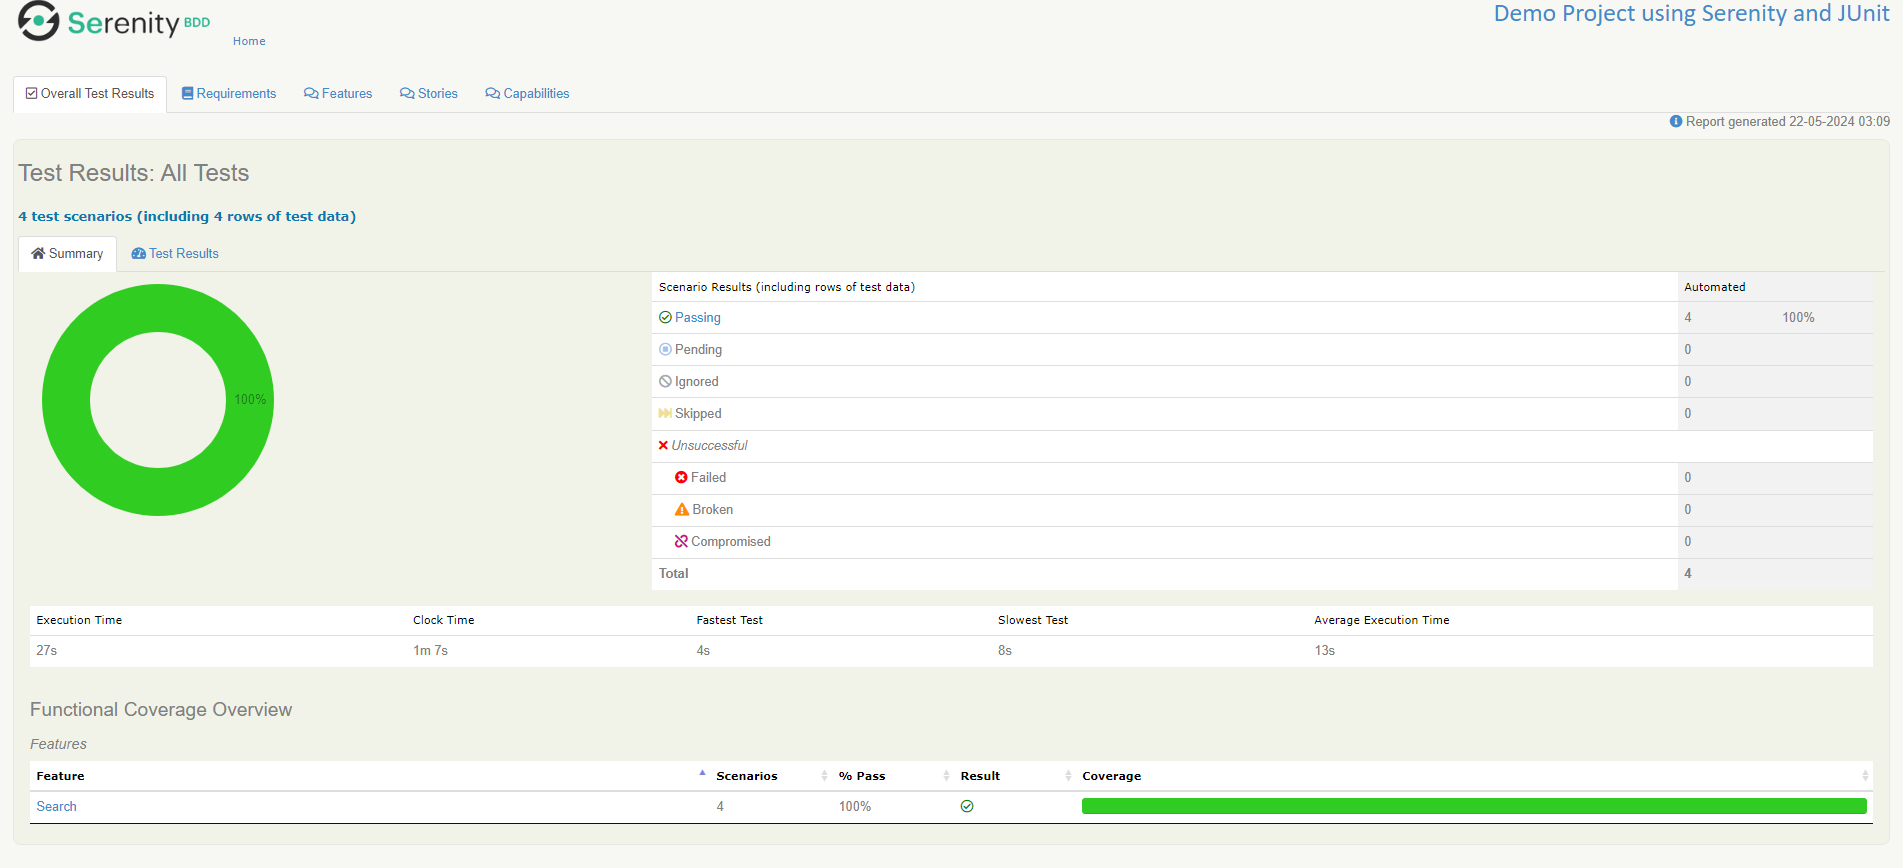 Serenity BDD
Home
Demo Project using Serenity and JUnit
Overall Test Results Requirements Features Stories Capabilities
Report generated 22-05-2024 03:09
Test Results: All Tests
4 test scenarios (including 4 rows of test data)
Summary Test Results
100%
Scenario Results (including rows of test data) Automated
Passing 4 100%
Pending 0
Ignored 0
Skipped 0
Unsuccessful
Failed 0
Broken 0
Compromised 0
Total 4
Execution Time Clock Time Fastest Test Slowest Test Average Execution Time
27s 1m 7s 4s 8s 13s
Functional Coverage Overview
Features
Feature Scenarios % Pass Result Coverage
Search 4 100%